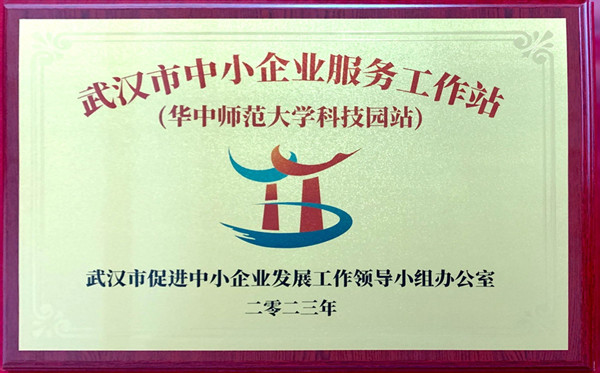 武汉市中小企业服务工作站
(华中师范大学科技园站)
武汉市促进中小企业发展工作领导小组办公室
二零二三年